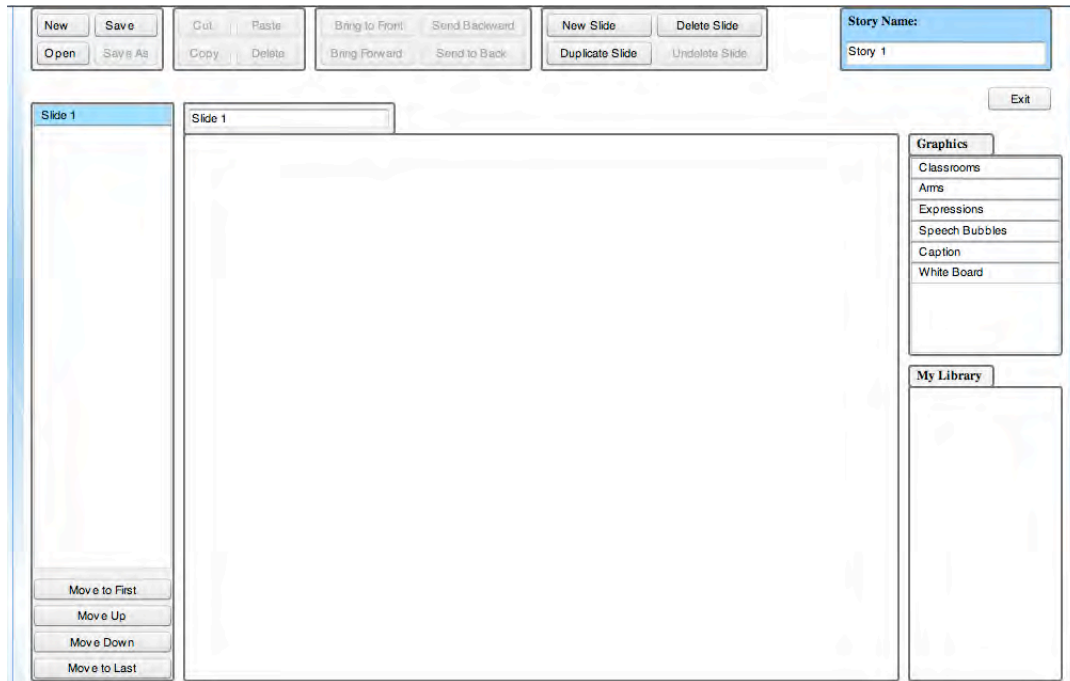 New Save Cut Paste Bring to Front Send Backward New Slide Delete Slide Story Name:
Open Save As Copy Delete Bring Forward Send to Back Duplicate Slide Undelete Slide Story 1
Exit
Slide 1
Slide 1
Graphics
Classrooms
Arms
Expressions
Speech Bubbles
Caption
White Board
My Library
Move to First
Move Up
Move Down
Move to Last